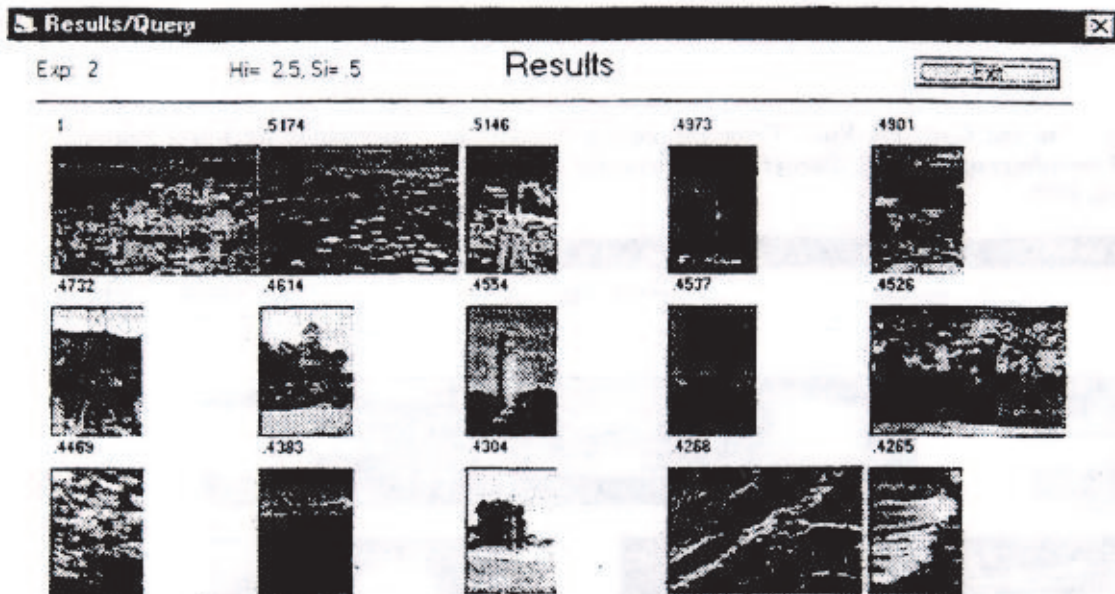 Results/Query
Exp: 2 Hi= 2.5, Si= .5 Results Exit
1 .5174 .5146 .4973 .4901
.4732 .4614 .4554 .4537 .4526
.4469 .4383 .4304 .4268 .4265